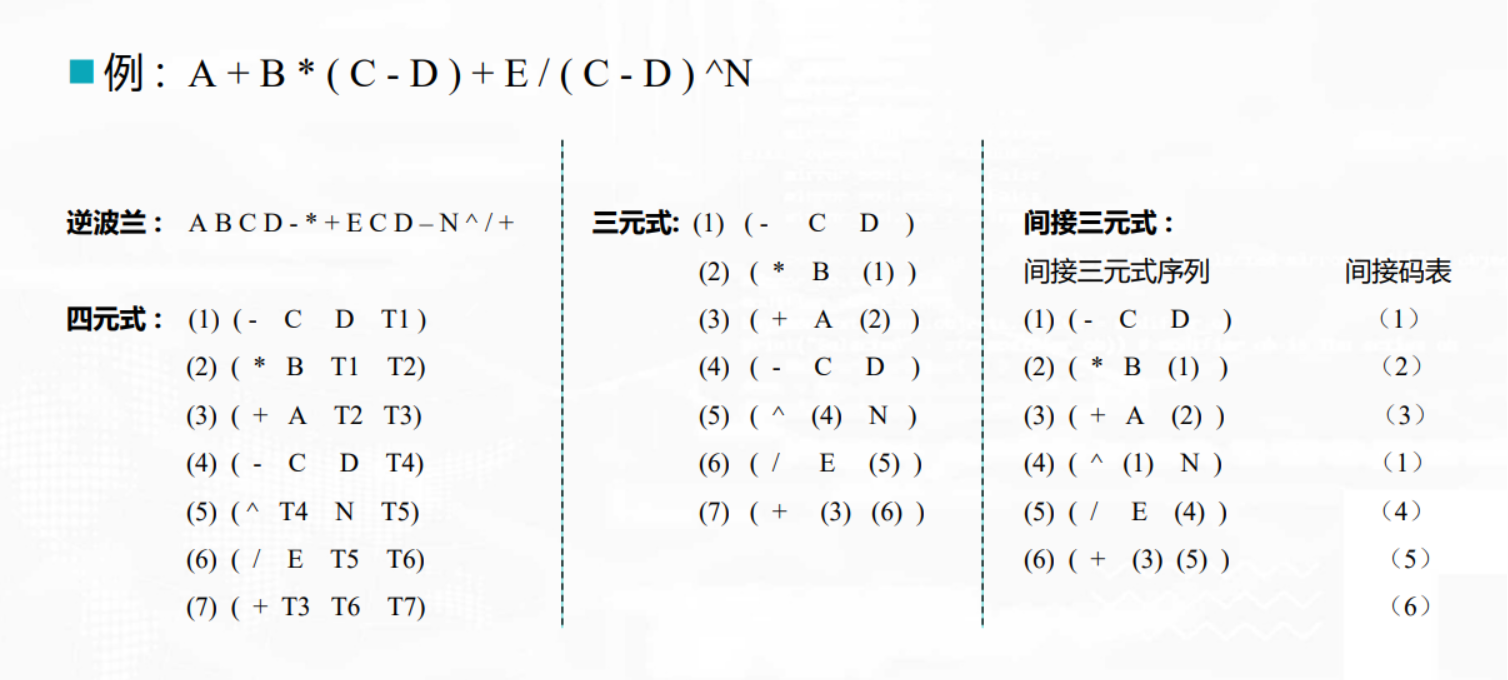 例：A + B * ( C - D ) + E / ( C - D ) ^N
逆波兰： A B C D - * + E C D – N ^ / +
四元式： (1) ( - C D T1 )
(2) ( * B T1 T2)
(3) ( + A T2 T3)
(4) ( - C D T4)
(5) ( ^ T4 N T5)
(6) ( / E T5 T6)
(7) ( + T3 T6 T7)
三元式: (1) ( - C D )
(2) ( * B (1) )
(3) ( + A (2) )
(4) ( - C D )
(5) ( ^ (4) N )
(6) ( / E (5) )
(7) ( + (3) (6) )
间接三元式：
间接三元式序列 间接码表
(1) ( - C D ) （1）
(2) ( * B (1) ) （2）
(3) ( + A (2) ) （3）
(4) ( ^ (1) N ) （1）
(5) ( / E (4) ) （4）
(6) ( + (3) (5) ) （5）
（6）